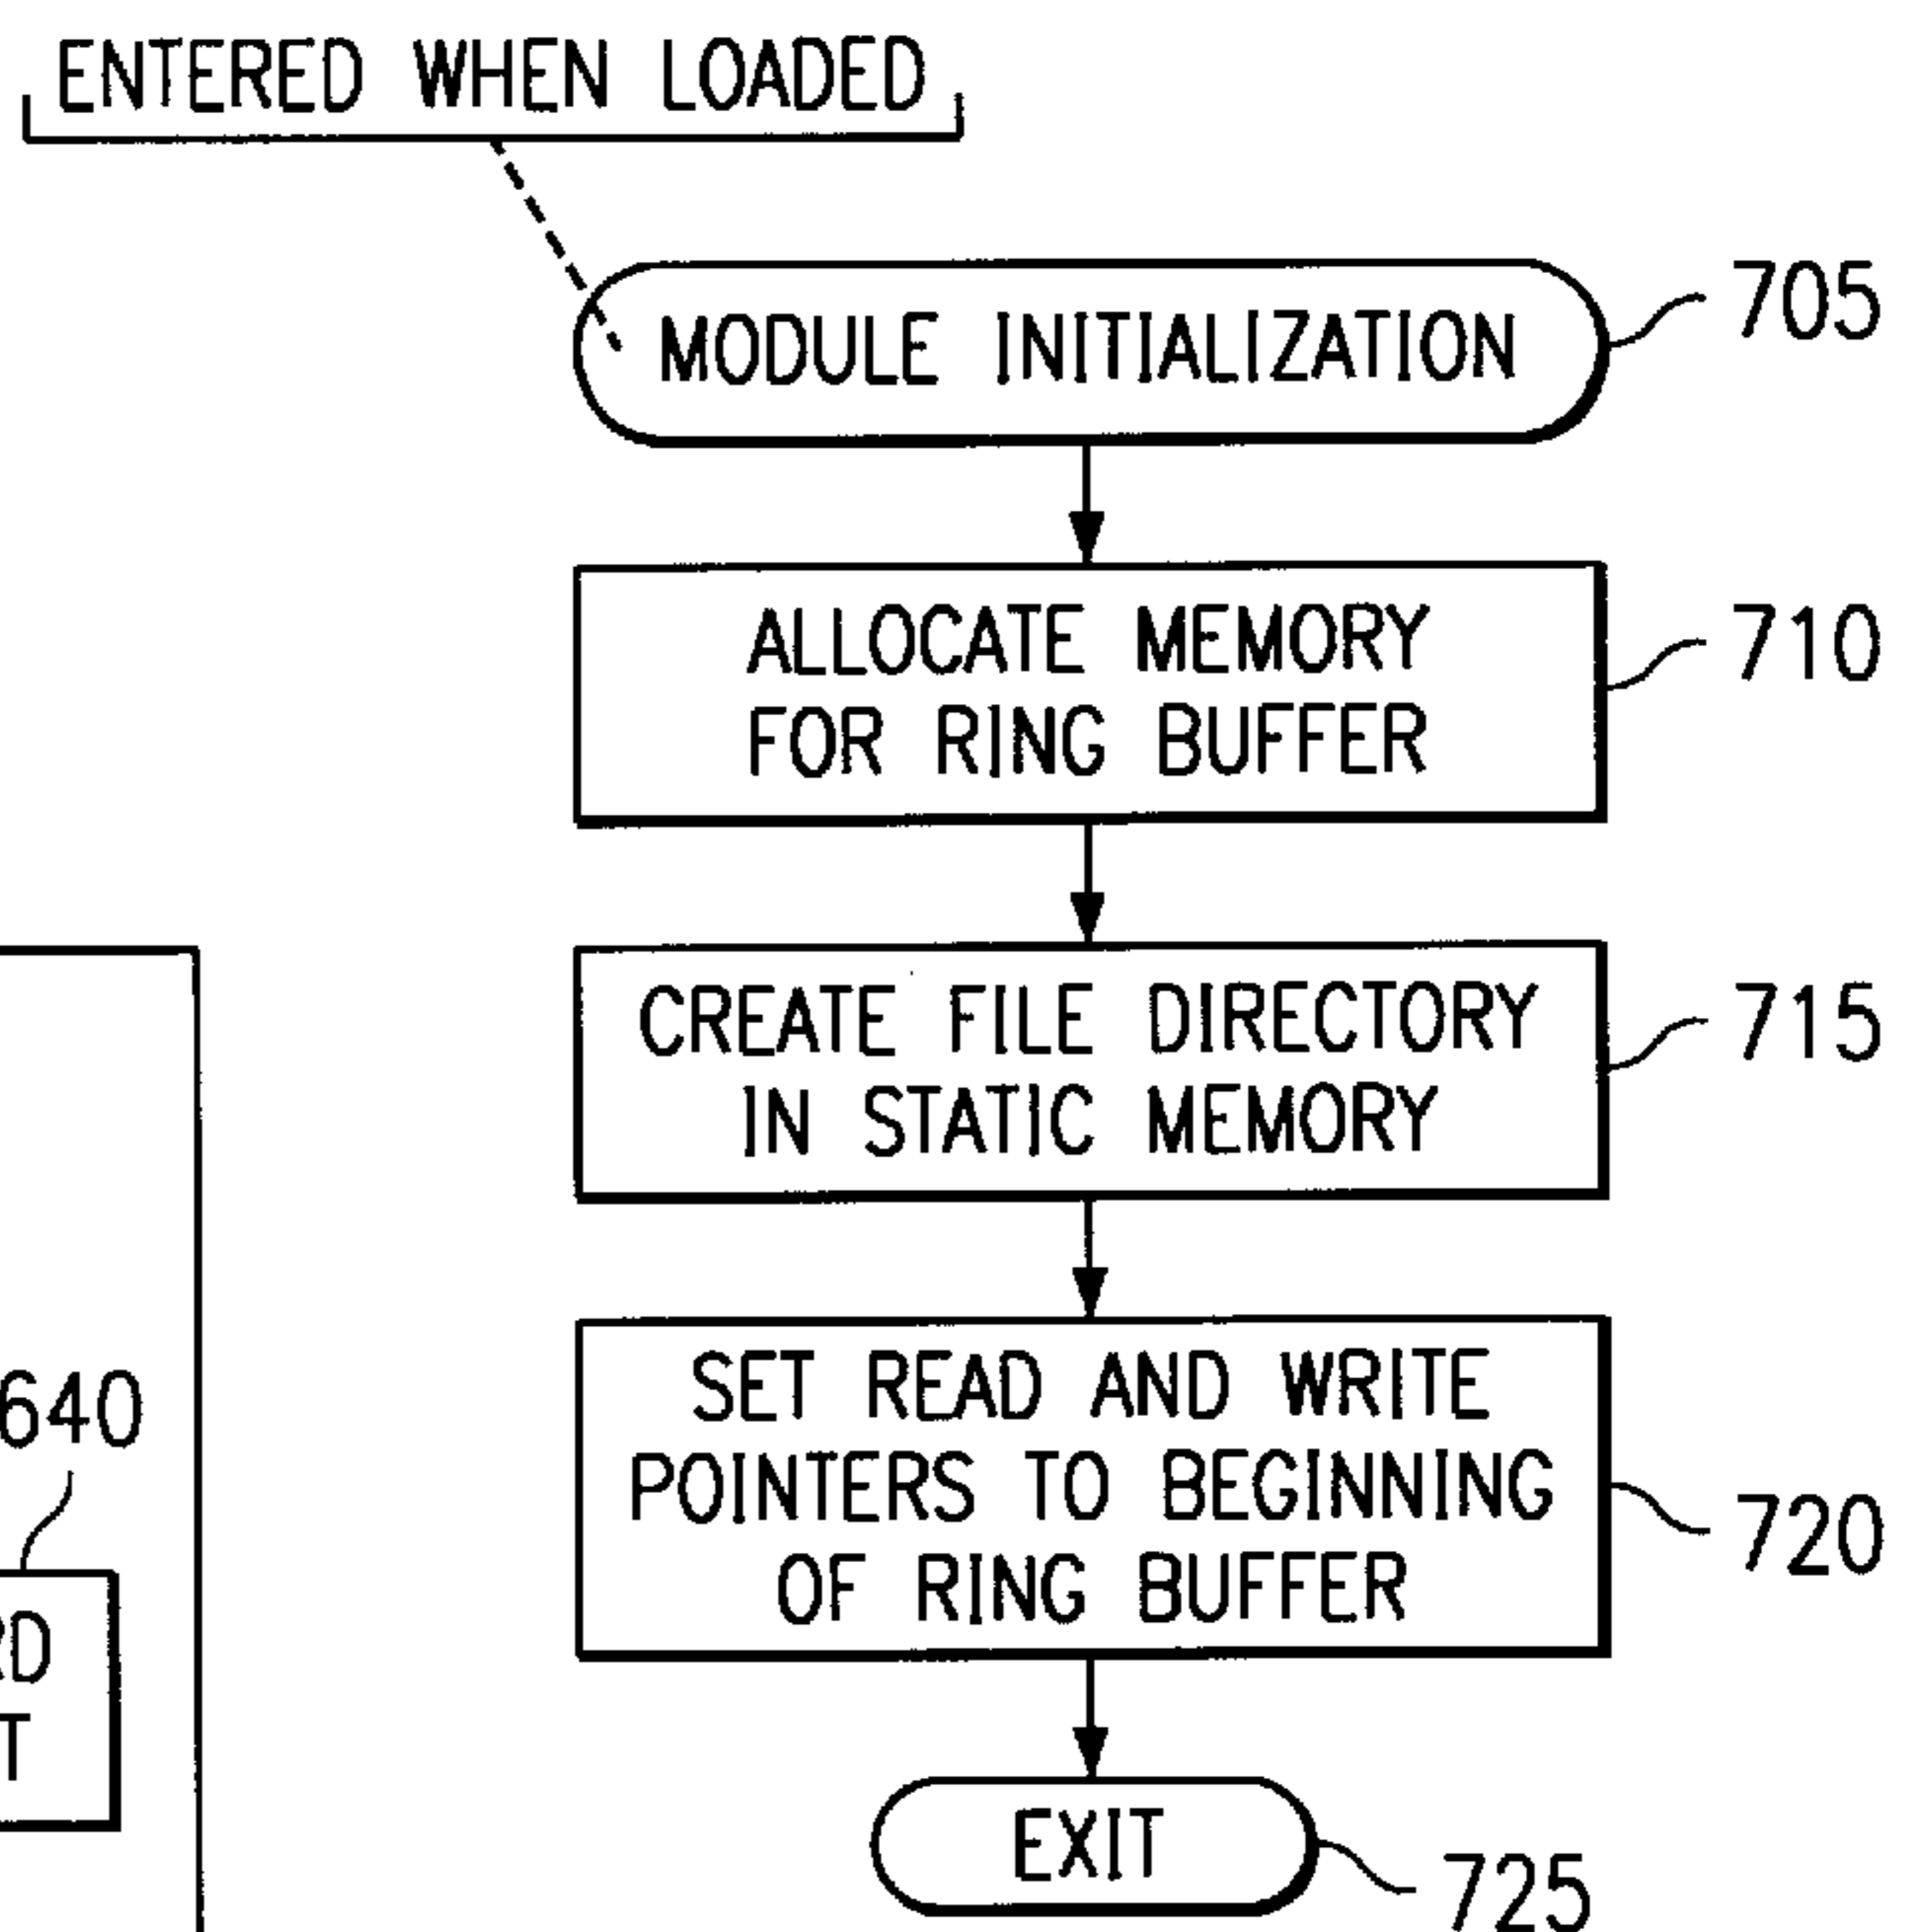 ENTERED WHEN LOADED
MODULE INITIALIZATION
705
ALLOCATE MEMORY
FOR RING BUFFER
710
CREATE FILE DIRECTORY
IN STATIC MEMORY
715
SET READ AND WRITE
POINTERS TO BEGINNING
OF RING BUFFER
720
EXIT
725
640